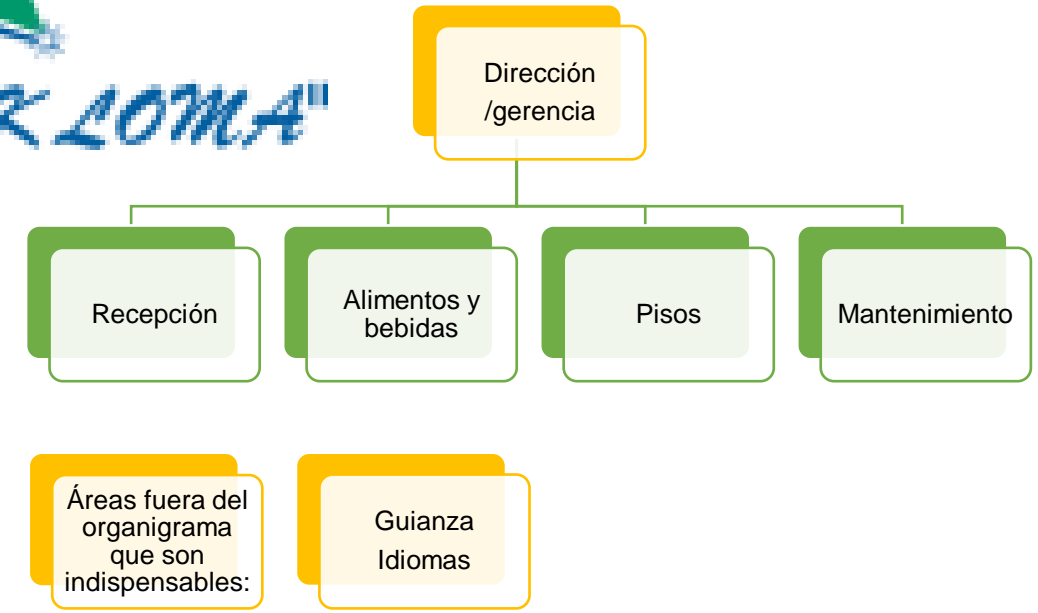 K LOMA"
Dirección
/gerencia
Recepción
Alimentos y
bebidas
Pisos
Mantenimiento
Áreas fuera del
organigrama
que son
indispensables:
Guianza
Idiomas